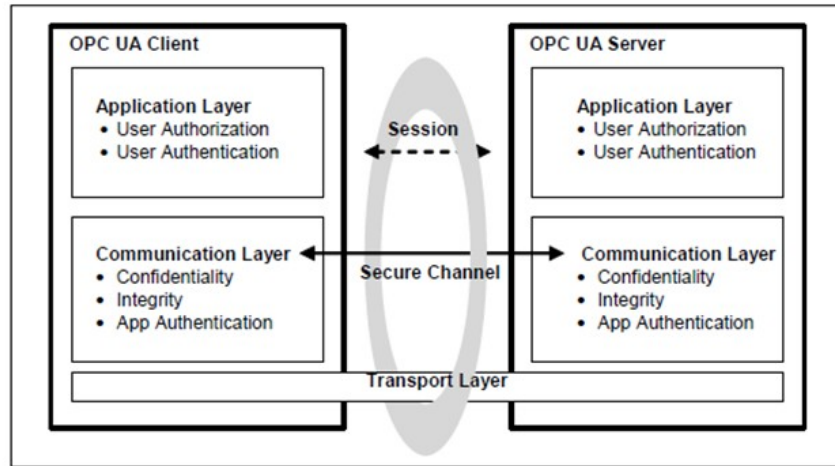 OPC UA Client
Application Layer
• User Authorization
• User Authentication
Communication Layer
• Confidentiality
• Integrity
• App Authentication
Session
Secure Channel
Transport Layer
OPC UA Server
Application Layer
• User Authorization
• User Authentication
Communication Layer
• Confidentiality
• Integrity
• App Authentication